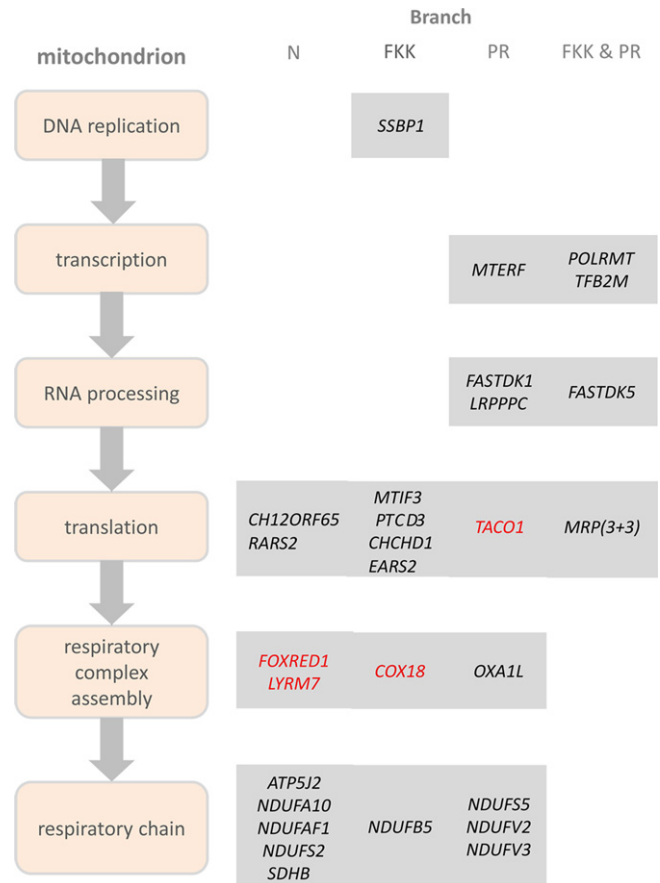 Branch
mitochondrion
N
FKK
PR
FKK & PR
DNA replication
SSBP1
transcription
MTERF
POLRMT
TFB2M
RNA processing
FASTDK1
LRPPPC
FASTDK5
translation
CH12ORF65
RARS2
MTIF3
PTCD3
CHCHD1
EARS2
TACO1
MRP(3+3)
respiratory
complex
assembly
FOXRED1
LYRM7
COX18
OXA1L
respiratory chain
ATP5J2
NDUFA10
NDUFAF1
NDUFS2
SDHB
NDUFB5
NDUFS5
NDUFV2
NDUFV3